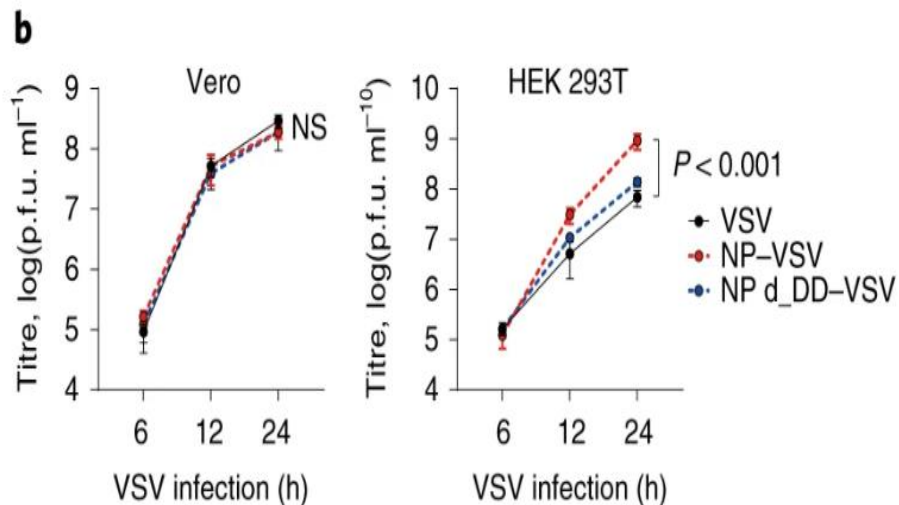 b
Vero
Titre, log(p.f.u. ml⁻¹)
9
8
7
6
5
4
NS
6 12 24
VSV infection (h)
HEK 293T
Titre, log(p.f.u. ml⁻¹⁰)
10
9
8
7
6
5
4
P < 0.001
6 12 24
VSV infection (h)
VSV
NP–VSV
NP d_DD–VSV